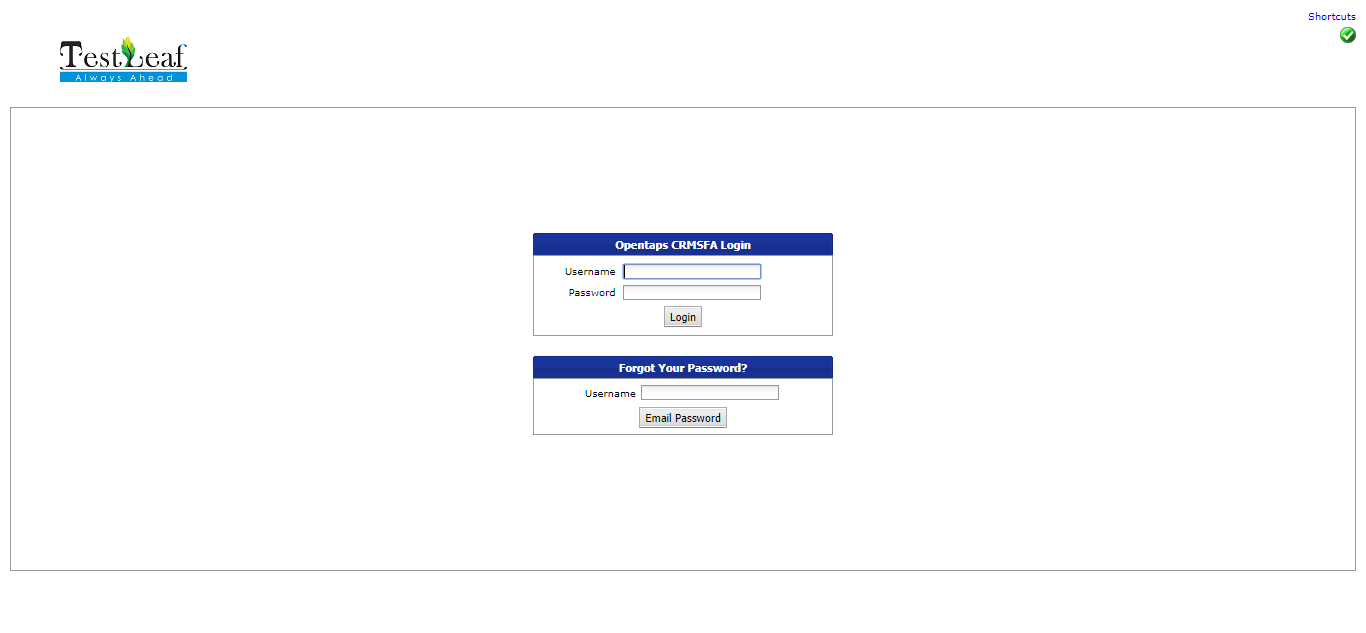 Shortcuts
TestLeaf
Always Ahead
Opentaps CRMSFA Login
Username
Password
Login
Forgot Your Password?
Username
Email Password